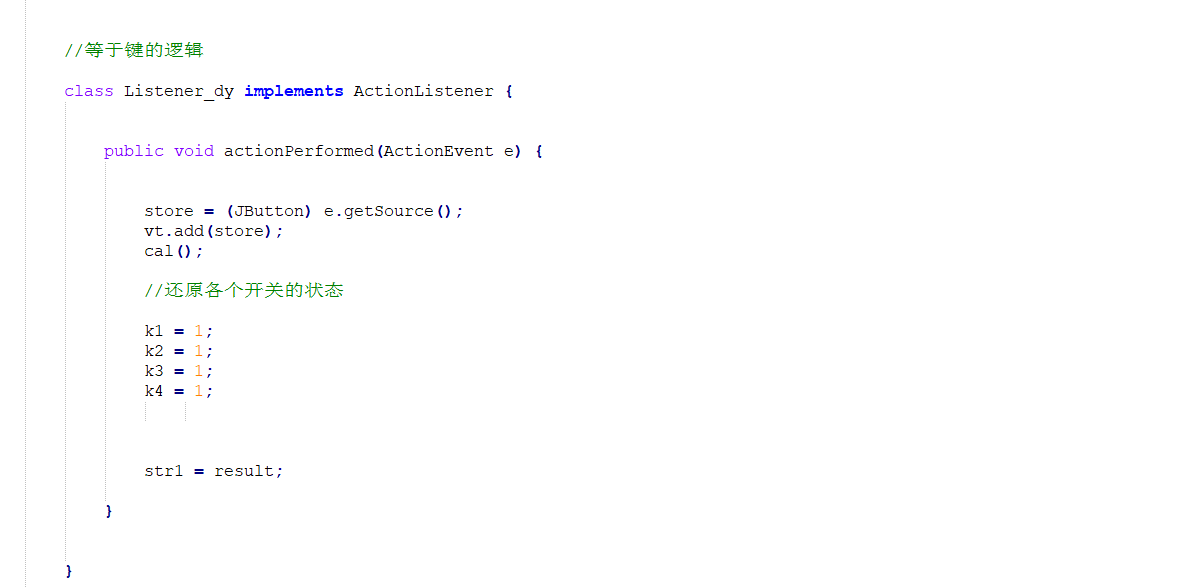 //等于键的逻辑
class Listener_dy implements ActionListener {
public void actionPerformed(ActionEvent e) {
store = (JButton) e.getSource();
vt.add(store);
cal();
//还原各个开关的状态
k1 = 1;
k2 = 1;
k3 = 1;
k4 = 1;
str1 = result;
}
}